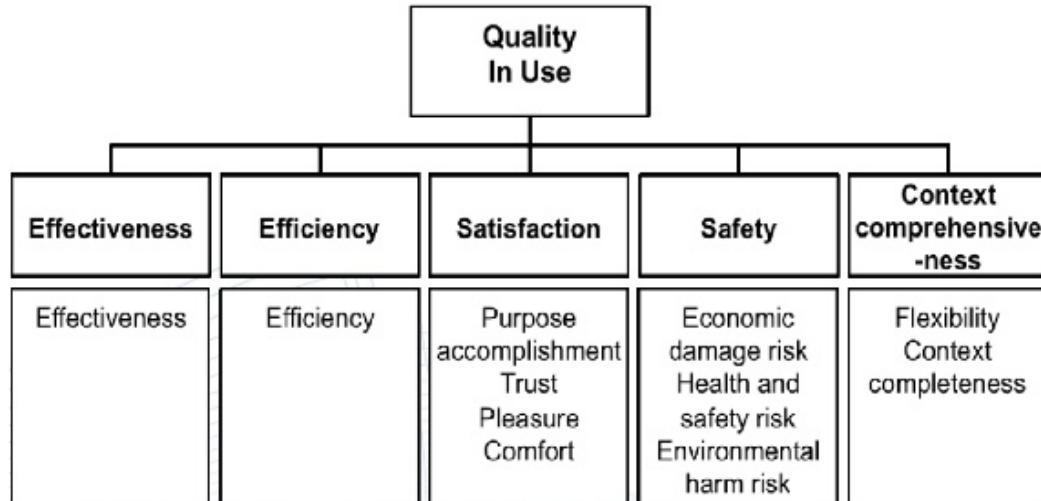 Quality
In Use
Effectiveness
Efficiency
Satisfaction
Safety
Context
comprehensive
-ness
Effectiveness
Efficiency
Purpose
accomplishment
Trust
Pleasure
Comfort
Economic
damage risk
Health and
safety risk
Environmental
harm risk
Flexibility
Context
completeness